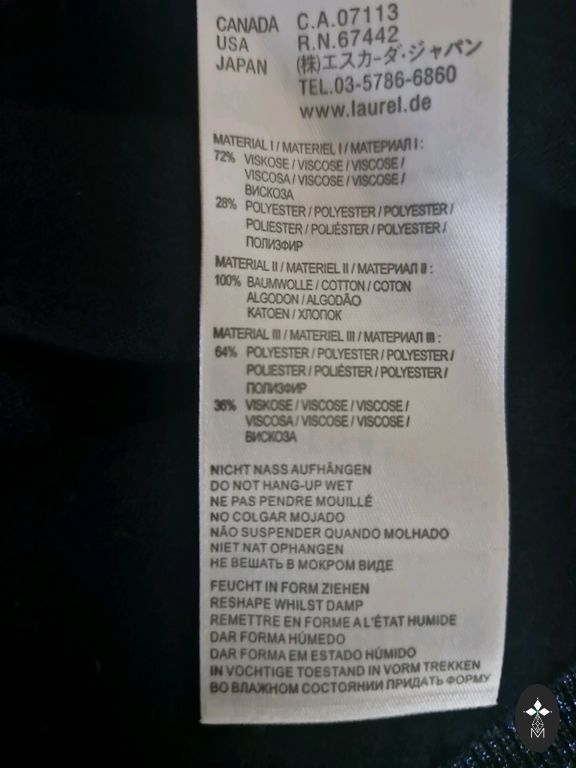 CANADA C.A.07113
USA R.N.67442
JAPAN (株)エスカーダ・ジャパン
TEL.03-5786-6860
www.laurel.de
MATERIAL I / MATERIEL I / МАТЕРИАЛ I :
72% VISKOSE / VISCOSE / VISCOSE /
VISCOSA / VISCOSE / VISCOSE /
ВИСКОЗА
28% POLYESTER / POLYESTER / POLYESTER /
POLIESTER / POLIÉSTER / POLYESTER /
ПОЛИЗФИР
MATERIAL II / MATERIEL II / МАТЕРИАЛ II :
100% BAUMWOLLE / COTTON / COTON
ALGODON / ALGODÃO
KATOEN / ХЛОПОК
MATERIAL III / MATERIEL III / МАТЕРИАЛ III :
64% POLYESTER / POLYESTER / POLYESTER /
POLIESTER / POLIÉSTER / POLYESTER /
ПОЛИЗФИР
36% VISKOSE / VISCOSE / VISCOSE /
VISCOSA / VISCOSE / VISCOSE /
ВИСКОЗА
NICHT NASS AUFHÄNGEN
DO NOT HANG-UP WET
NE PAS PENDRE MOUILLÉ
NO COLGAR MOJADO
NÃO SUSPENDER QUANDO MOLHADO
NIET NAT OPHANGEN
НЕ ВЕШАТЬ В МОКРОМ ВИДЕ
FEUCHT IN FORM ZIEHEN
RESHAPE WHILST DAMP
REMETTRE EN FORME A L'ÉTAT HUMIDE
DAR FORMA HÚMEDO
DAR FORMA EM ESTADO HÚMIDO
IN VOCHTIGE TOESTAND IN VORM TREKKEN
ВО ВЛАЖНОМ СОСТОЯНИИ ПРИДАТЬ ФОРМУ
M